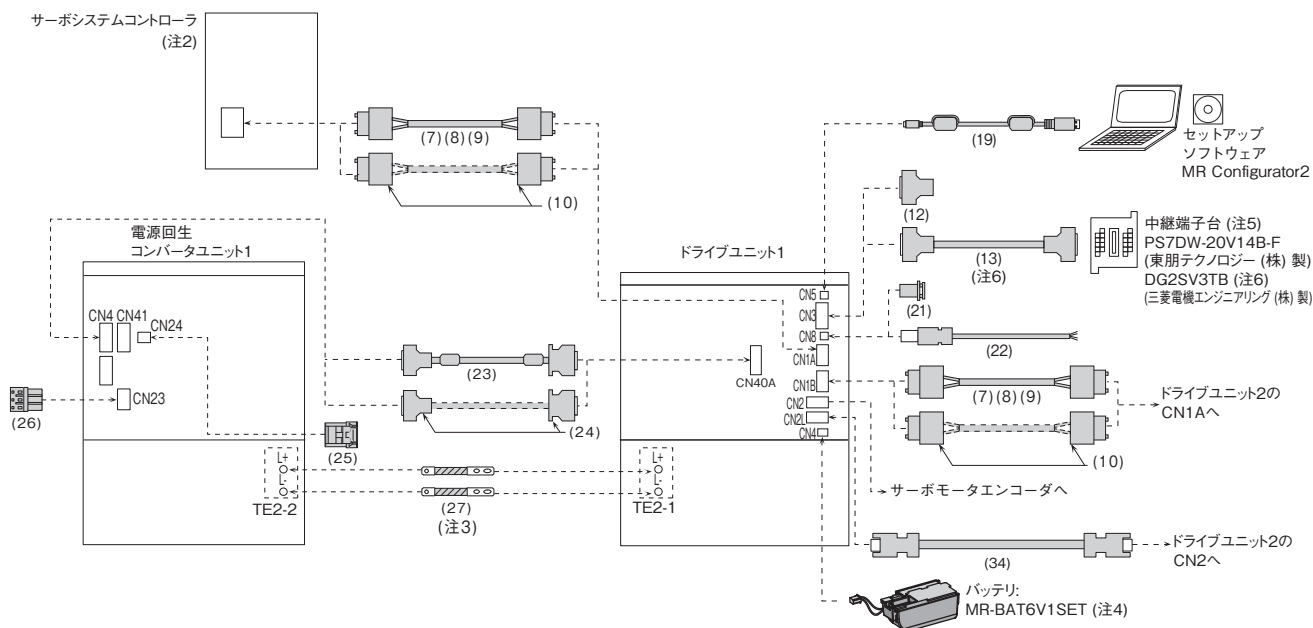 サーボシステムコントローラ
(注2)
(7) (8) (9)
(10)
(19)
セットアップ
ソフトウェア
MR Configurator2
(12)
(13)
(注6)
中継端子台 (注5)
PS7DW-20V14B-F
(東朋テクノロジー (株) 製)
DG2SV3TB (注6)
(三菱電機エンジニアリング (株) 製)
電源回生
コンバータユニット1
CN4
CN41
CN24
CN23
(26)
(25)
L+
L-
TE2-2
(23)
(24)
(27)
(注3)
ドライブユニット1
CN5
CN3
CN8
CN1A
CN1B
CN2
CN2L
CN4
CN40A
L+
L-
TE2-1
(21)
(22)
(7) (8) (9)
(10)
ドライブユニット2の
CN1Aへ
サーボモータエンコーダへ
(34)
ドライブユニット2の
CN2へ
バッテリ:
MR-BAT6V1SET (注4)